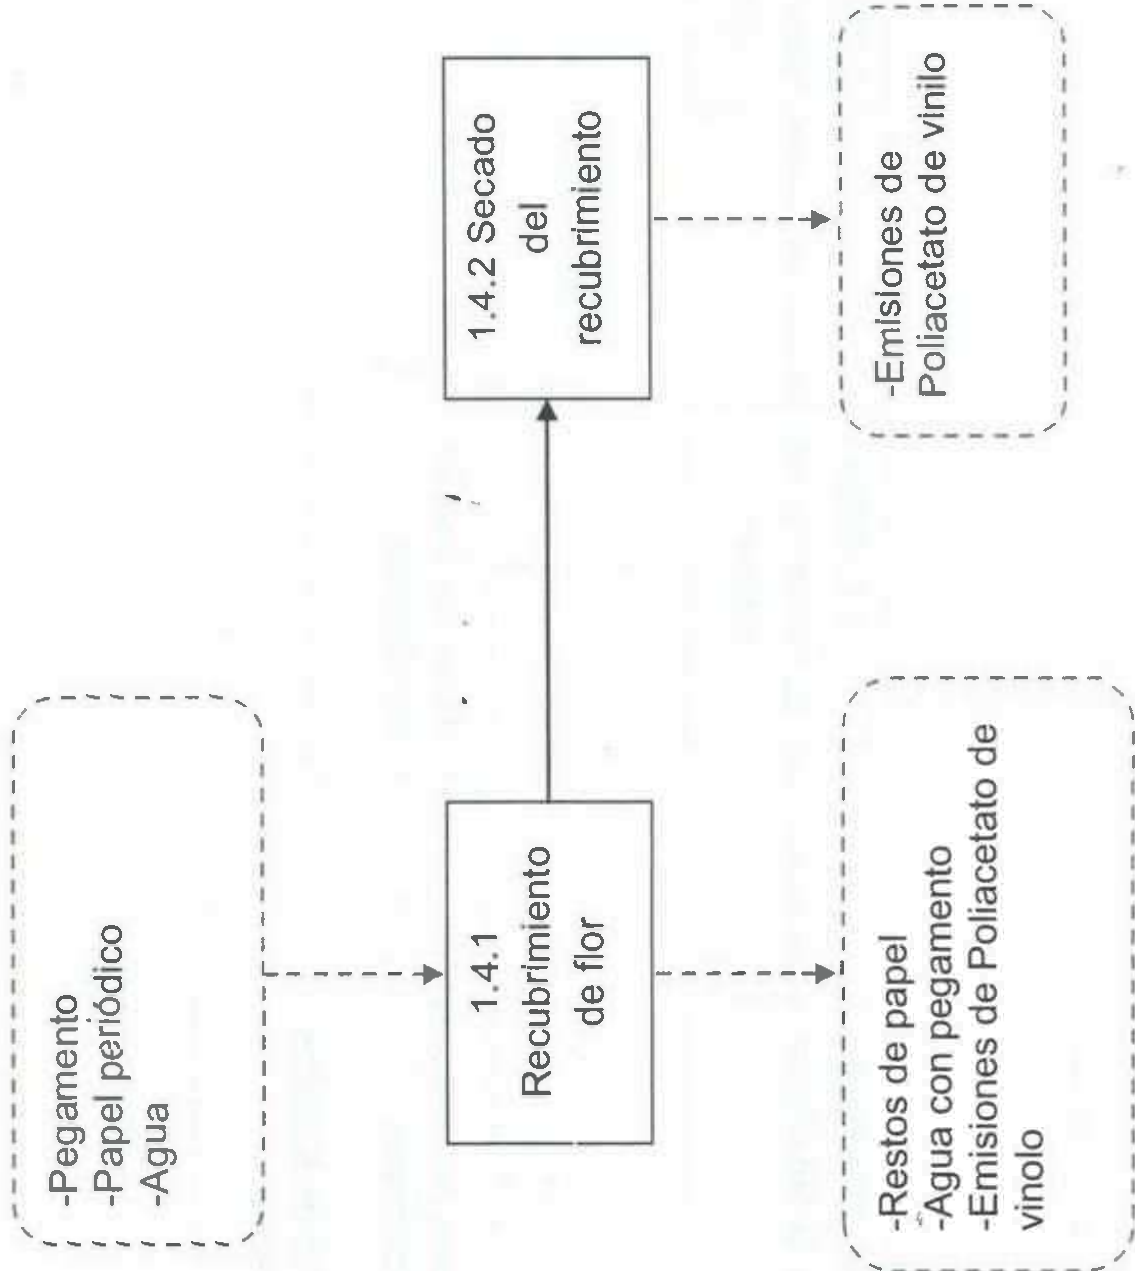 -Pegamento
-Papel periódico
-Agua
1.4.1
Recubrimiento
de flor
1.4.2 Secado
del
recubrimiento
-Restos de papel
-Agua con pegamento
-Emisiones de Poliacetato de
vinolo
-Emisiones de
Poliacetato de vinilo